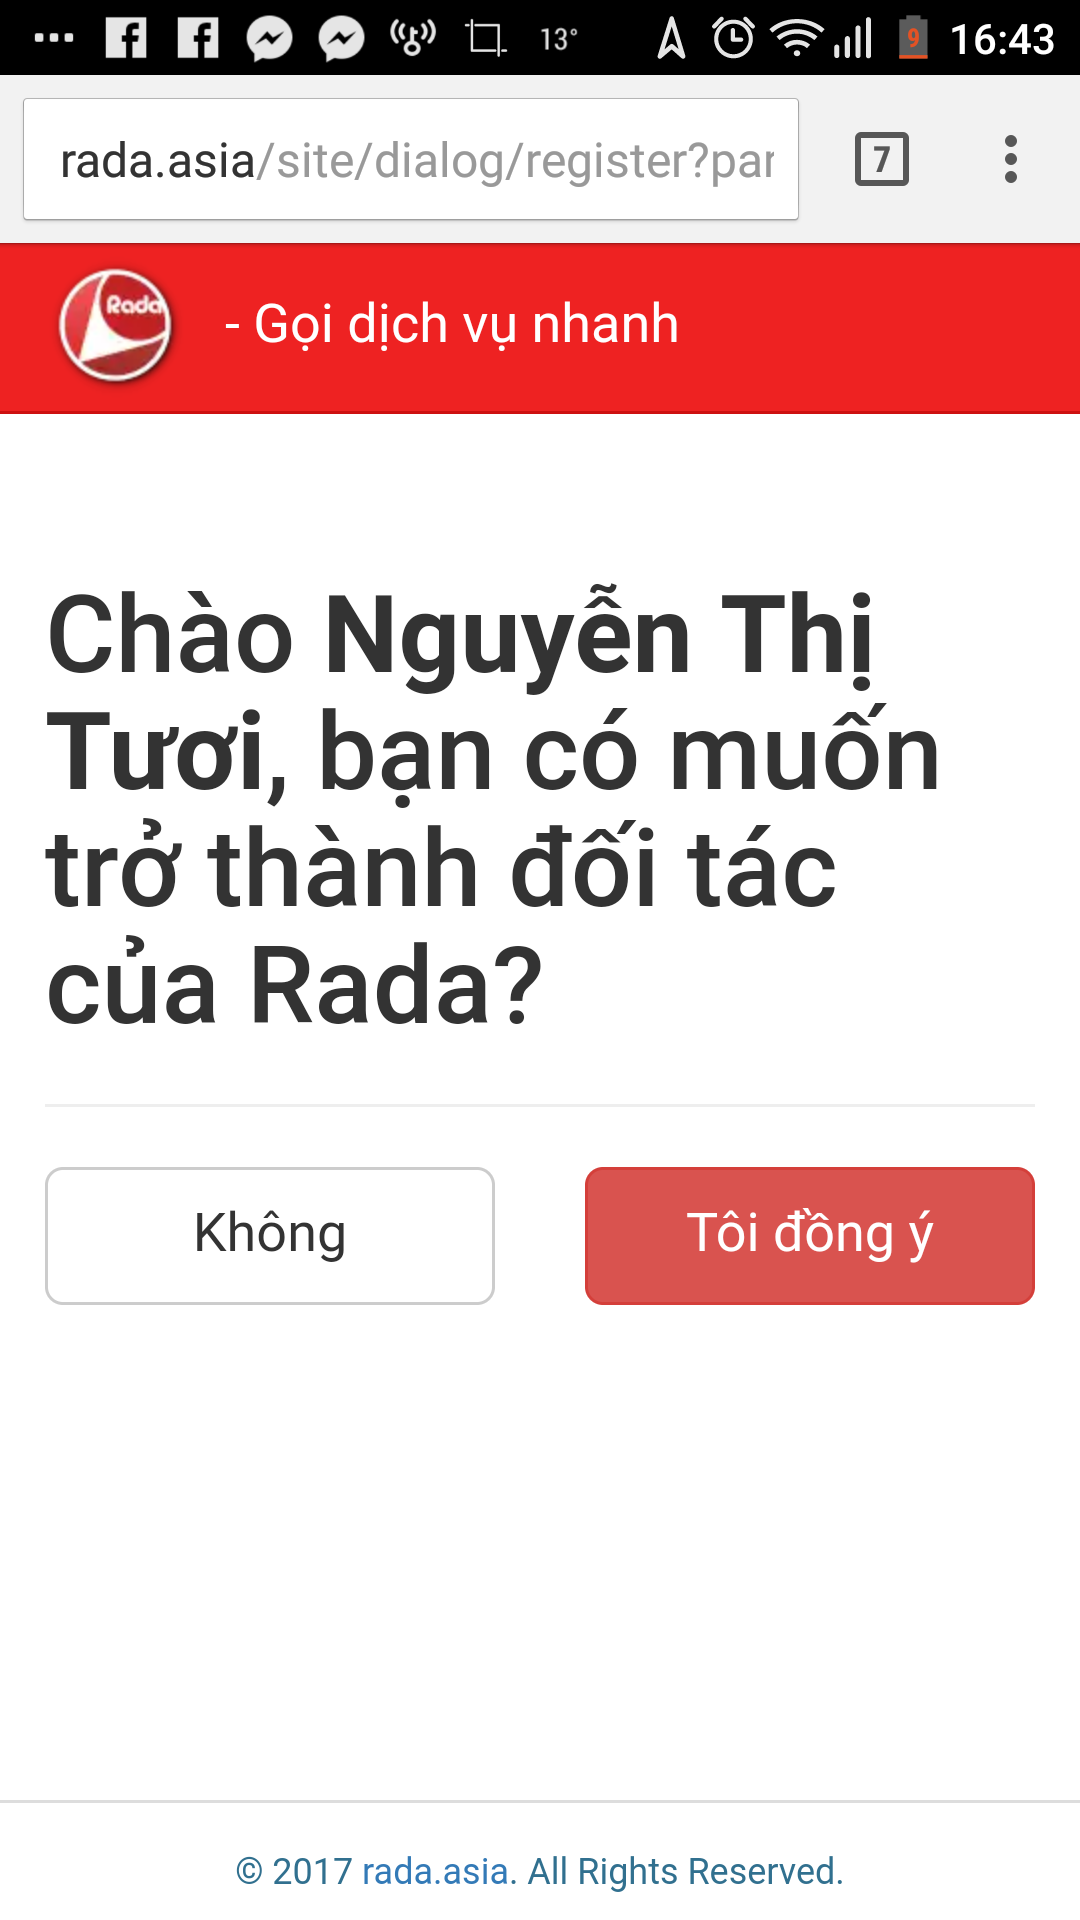 13° 9 16:43
rada.asia/site/dialog/register?par 7
Rada - Gọi dịch vụ nhanh
Chào Nguyễn Thị
Tươi, bạn có muốn
trở thành đối tác
của Rada?
Không Tôi đồng ý
© 2017 rada.asia. All Rights Reserved.